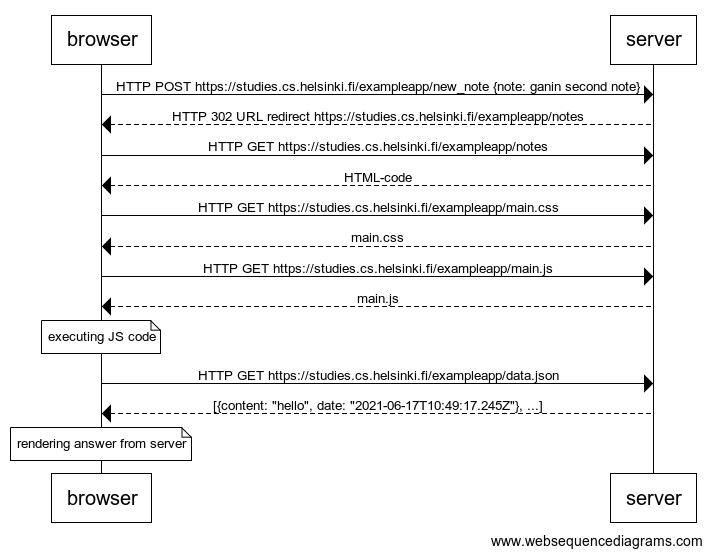 browser server
HTTP POST https://studies.cs.helsinki.fi/exampleapp/new_note {note: ganin second note}
HTTP 302 URL redirect https://studies.cs.helsinki.fi/exampleapp/notes
HTTP GET https://studies.cs.helsinki.fi/exampleapp/notes
HTML-code
HTTP GET https://studies.cs.helsinki.fi/exampleapp/main.css
main.css
HTTP GET https://studies.cs.helsinki.fi/exampleapp/main.js
main.js
executing JS code
HTTP GET https://studies.cs.helsinki.fi/exampleapp/data.json
[{content: "hello", date: "2021-06-17T10:49:17.245Z"}, ...]
rendering answer from server
browser server
www.websequencediagrams.com